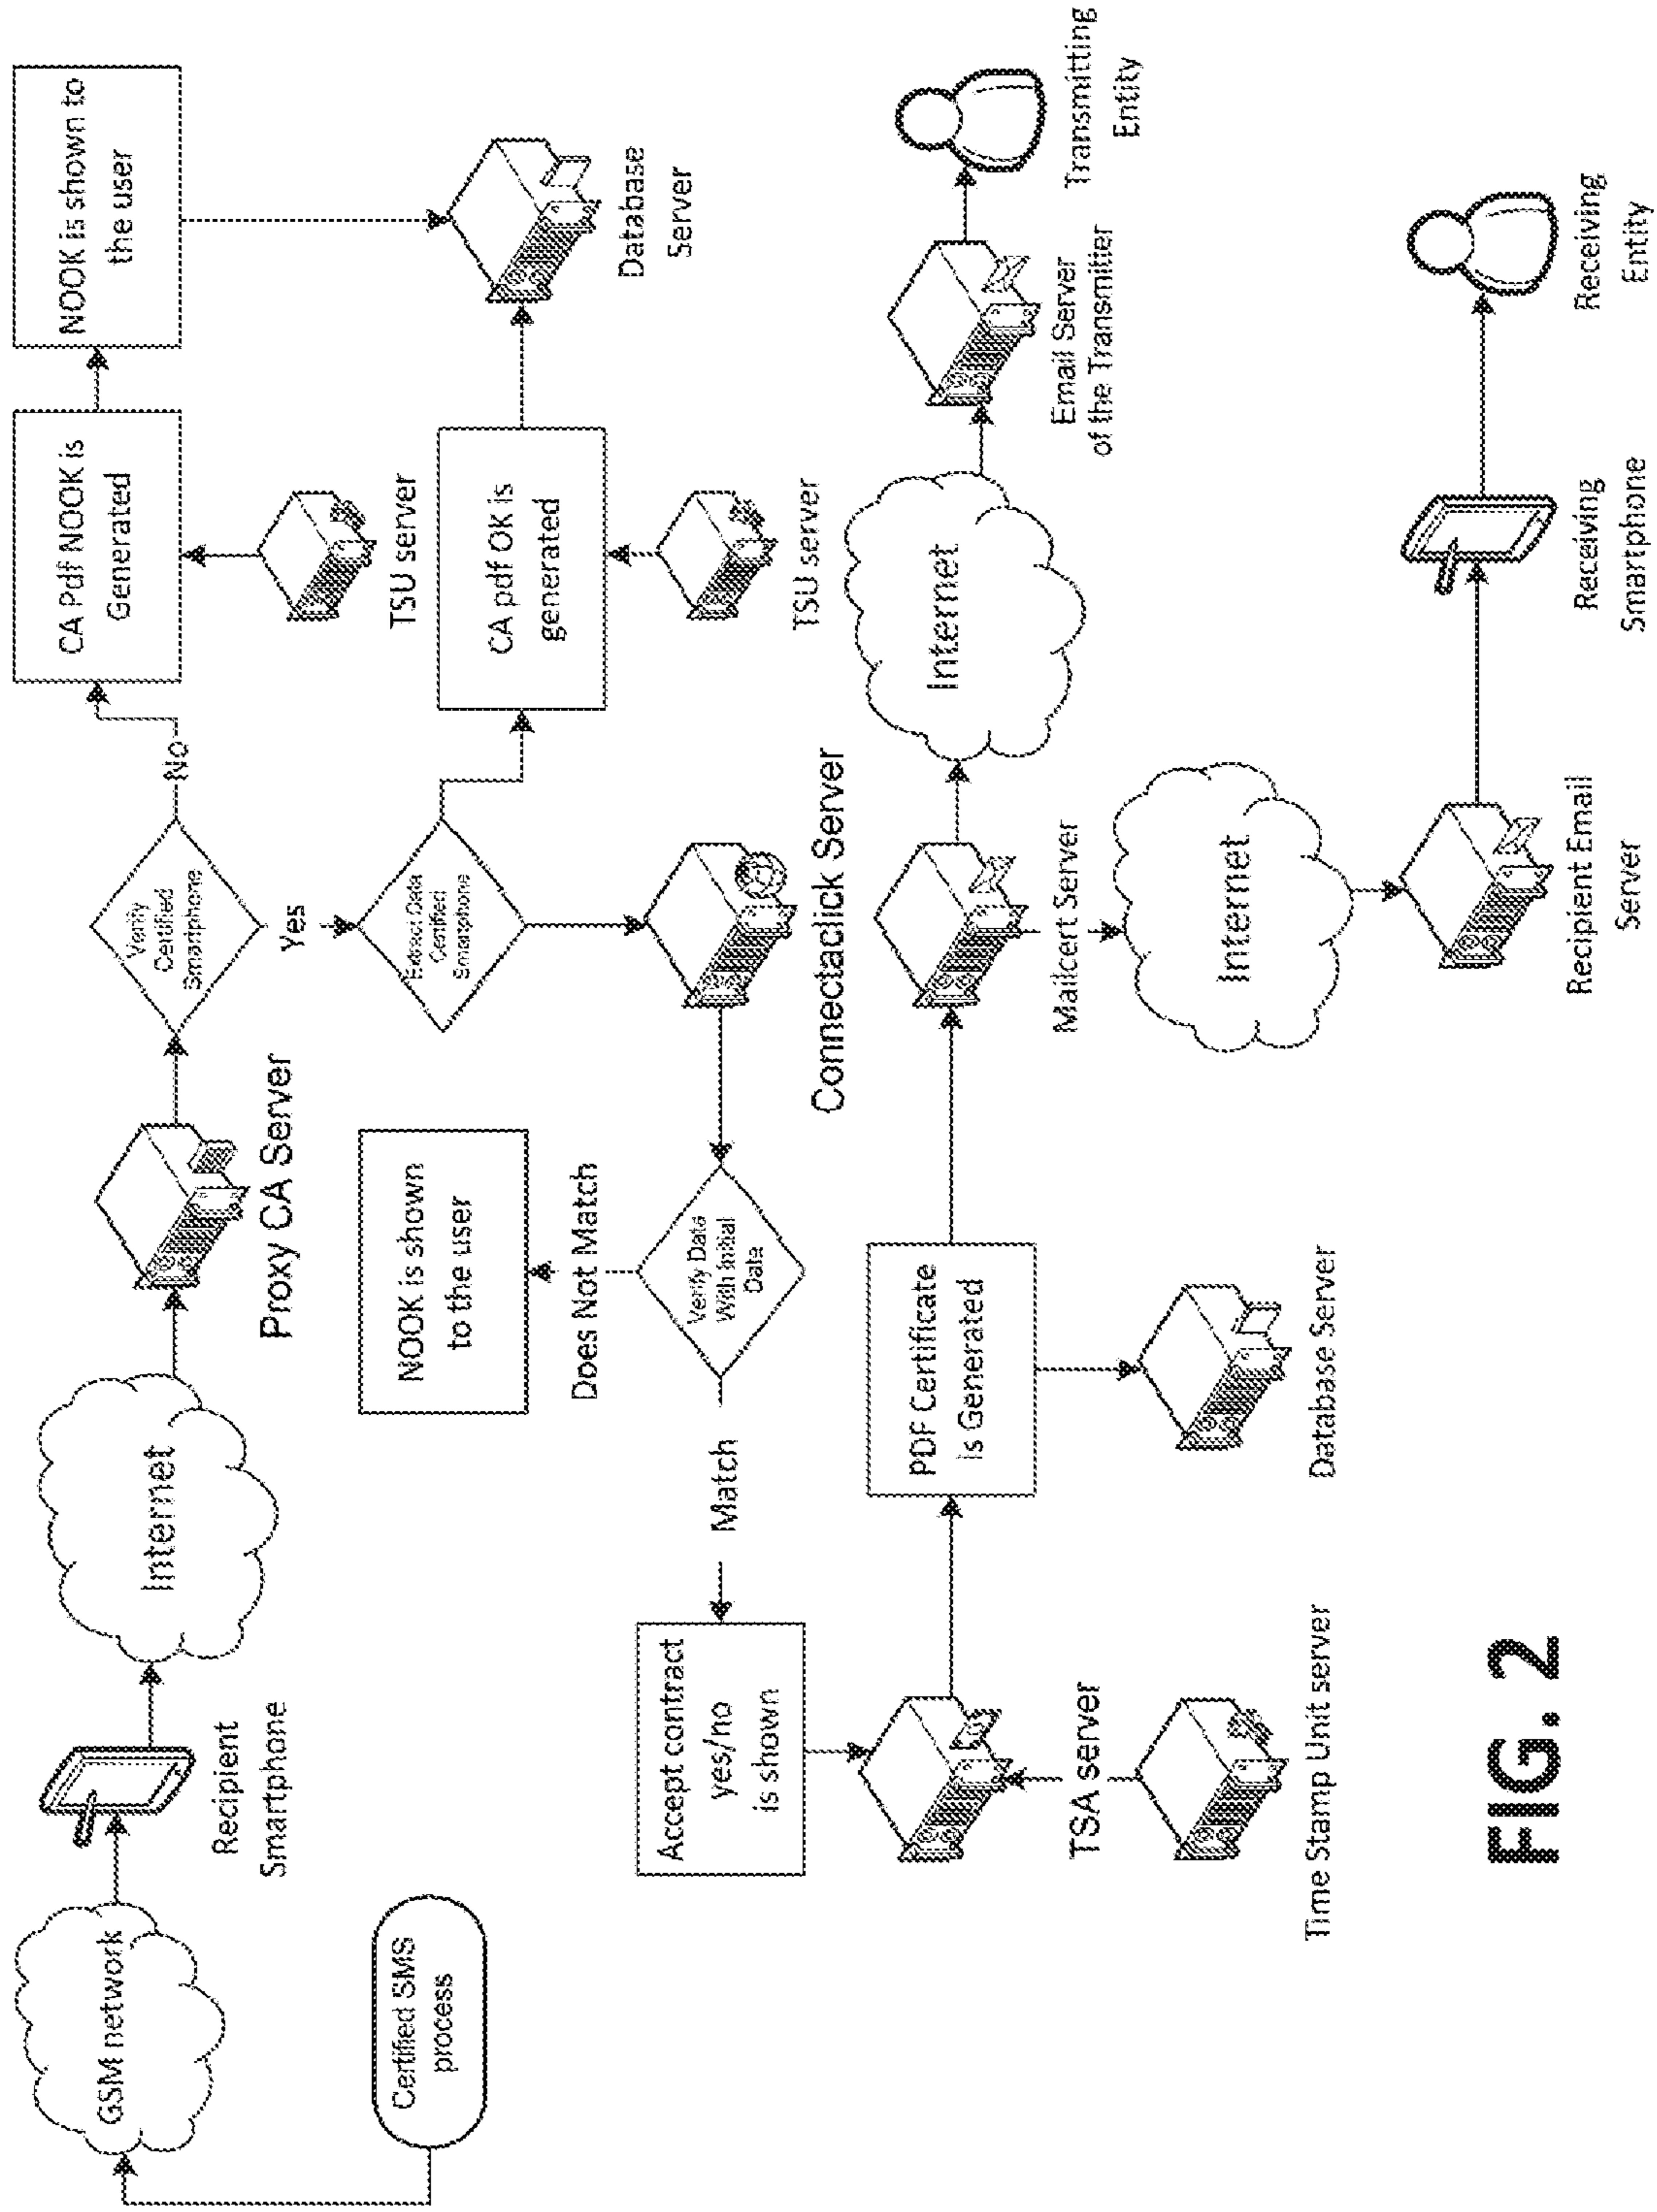 GSM network
Certified SMS
process
Recipient
Smartphone
Internet
Proxy CA Server
Verify
Certified
Smartphone
No
Yes
CA Pdf NOOK is
Generated
TSU server
NOOK is shown to
the user
Extract Data
Certified
Smartphone
CA pdf OK is
generated
TSU server
Database
Server
Connectaclick Server
Verify Data
With Initial
Date
Does Not Match
NOOK is shown
to the user
Match
Accept contract
yes/no
is shown
TSA server
Time Stamp Unit server
PDF Certificate
Is Generated
Database Server
Mailcert Server
Internet
Email Server
of the Transmitter
Transmitting
Entity
Internet
Recipient Email
Server
Receiving
Smartphone
Receiving
Entity
FIG. 2